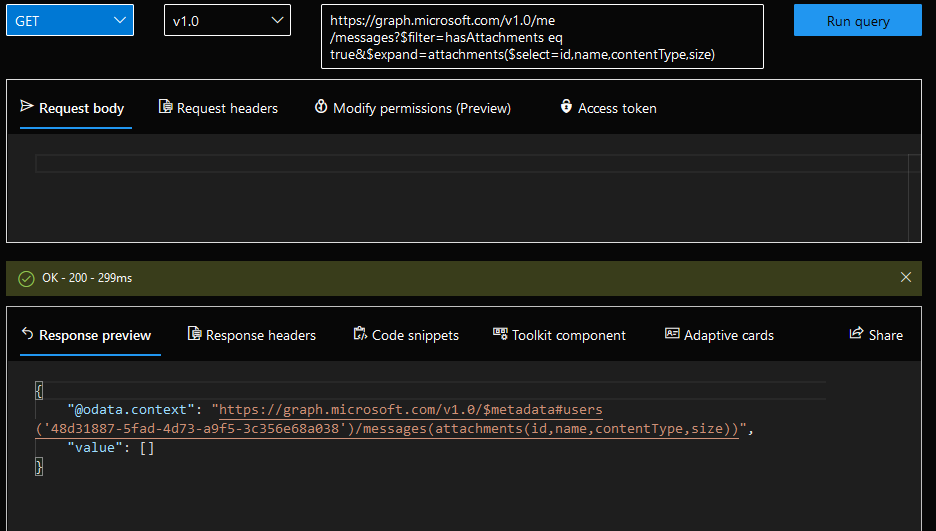 GET
v1.0
https://graph.microsoft.com/v1.0/me
/messages?$filter=hasAttachments eq
true&$expand=attachments($select=id,name,contentType,size)
Run query
Request body
Request headers
Modify permissions (Preview)
Access token
OK - 200 - 299ms
Response preview
Response headers
Code snippets
Toolkit component
Adaptive cards
Share
{
"@odata.context": "https://graph.microsoft.com/v1.0/$metadata#users
('48d31887-5fad-4d73-a9f5-3c356e68a038')/messages(attachments(id,name,contentType,size))",
"value": []
}